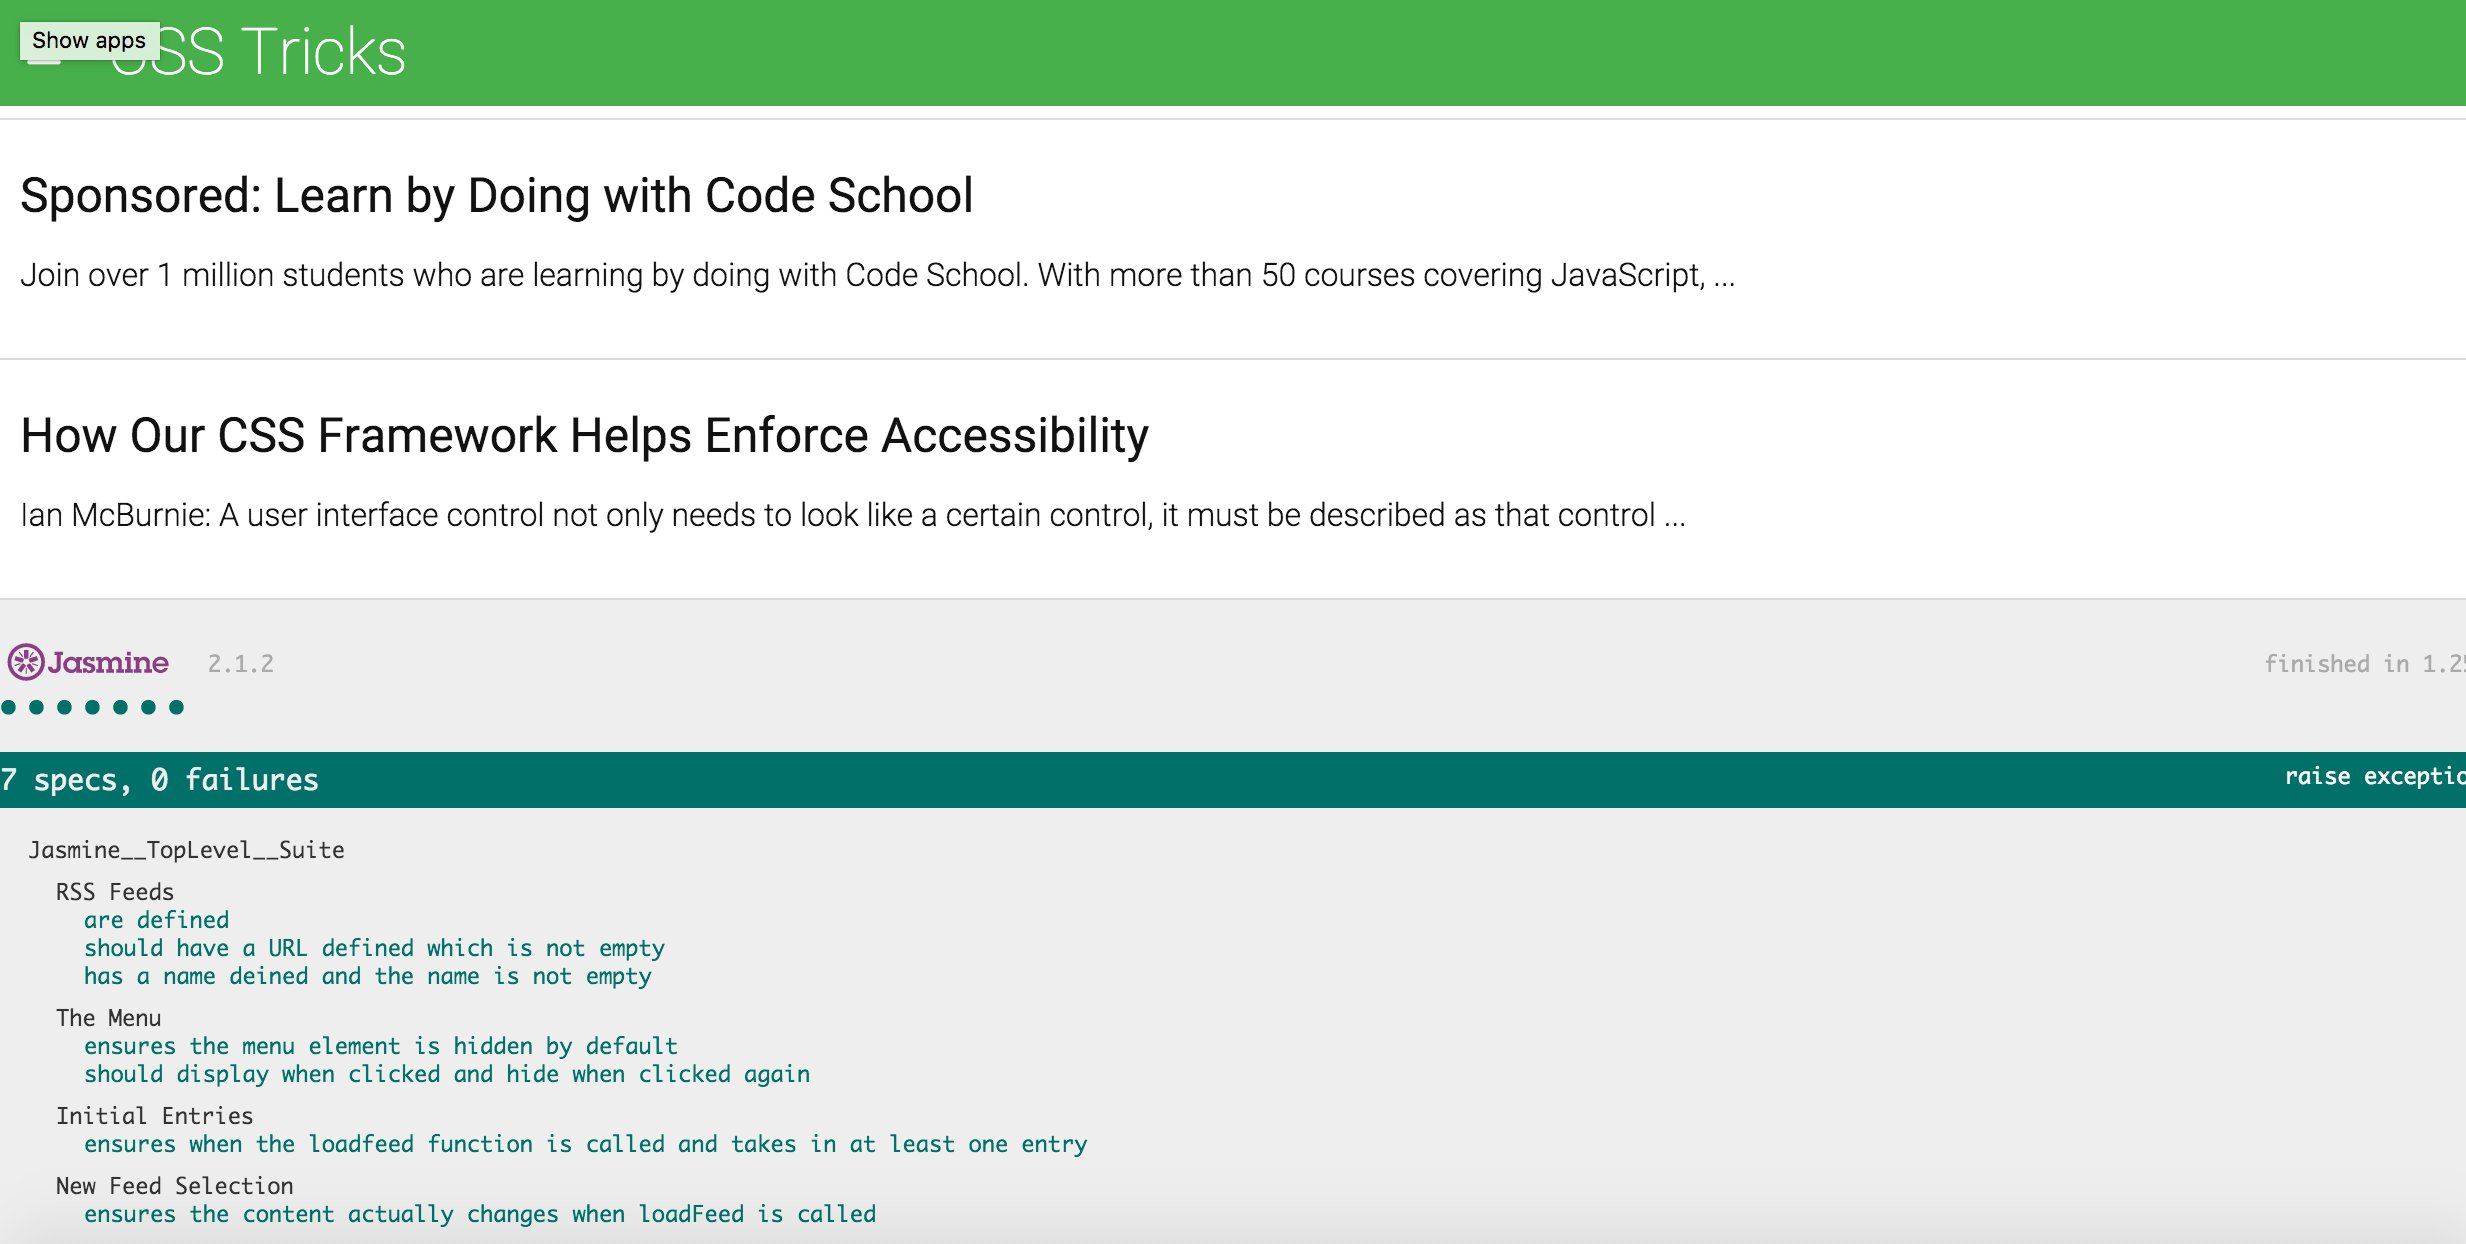 Show apps
CSS Tricks
Sponsored: Learn by Doing with Code School
Join over 1 million students who are learning by doing with Code School. With more than 50 courses covering JavaScript, ...
How Our CSS Framework Helps Enforce Accessibility
Ian McBurnie: A user interface control not only needs to look like a certain control, it must be described as that control ...
Jasmine 2.1.2 finished in 1.25
7 specs, 0 failures raise exceptio
Jasmine__TopLevel__Suite
RSS Feeds
are defined
should have a URL defined which is not empty
has a name deined and the name is not empty
The Menu
ensures the menu element is hidden by default
should display when clicked and hide when clicked again
Initial Entries
ensures when the loadfeed function is called and takes in at least one entry
New Feed Selection
ensures the content actually changes when loadFeed is called